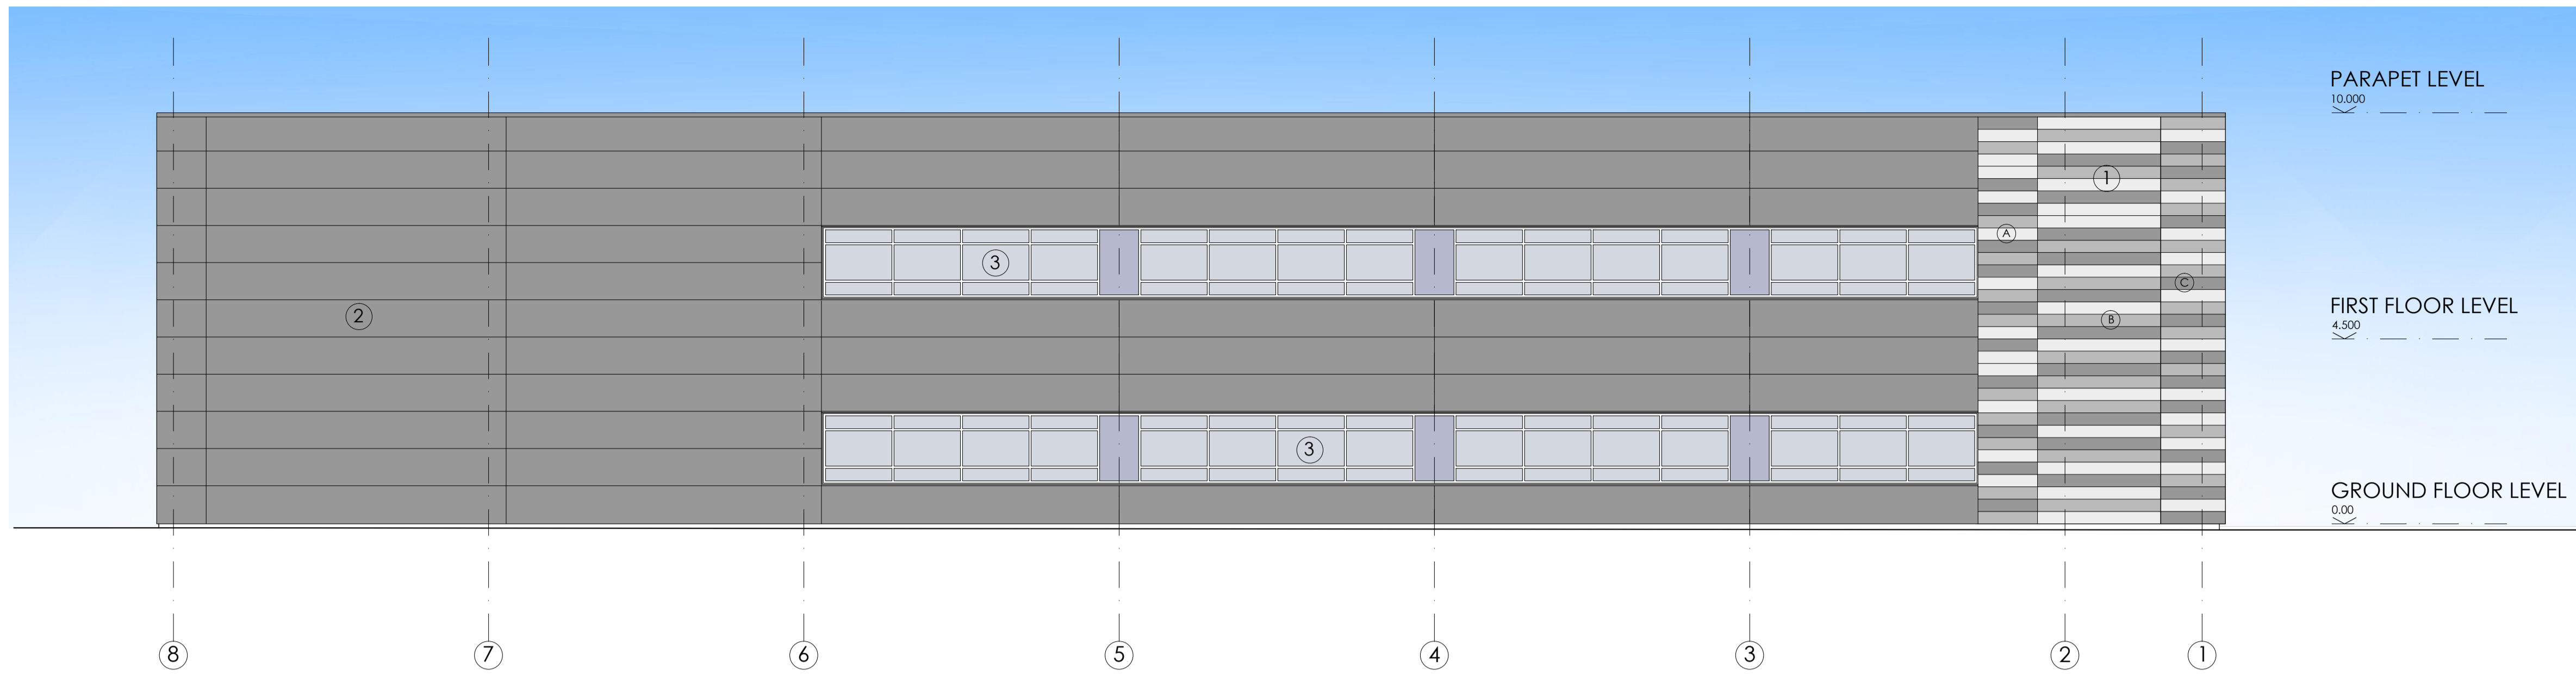 PARAPET LEVEL
10.000
1
A
3
C
FIRST FLOOR LEVEL
4.500
2
B
3
GROUND FLOOR LEVEL
0.00
8 7 6 5 4 3 2 1